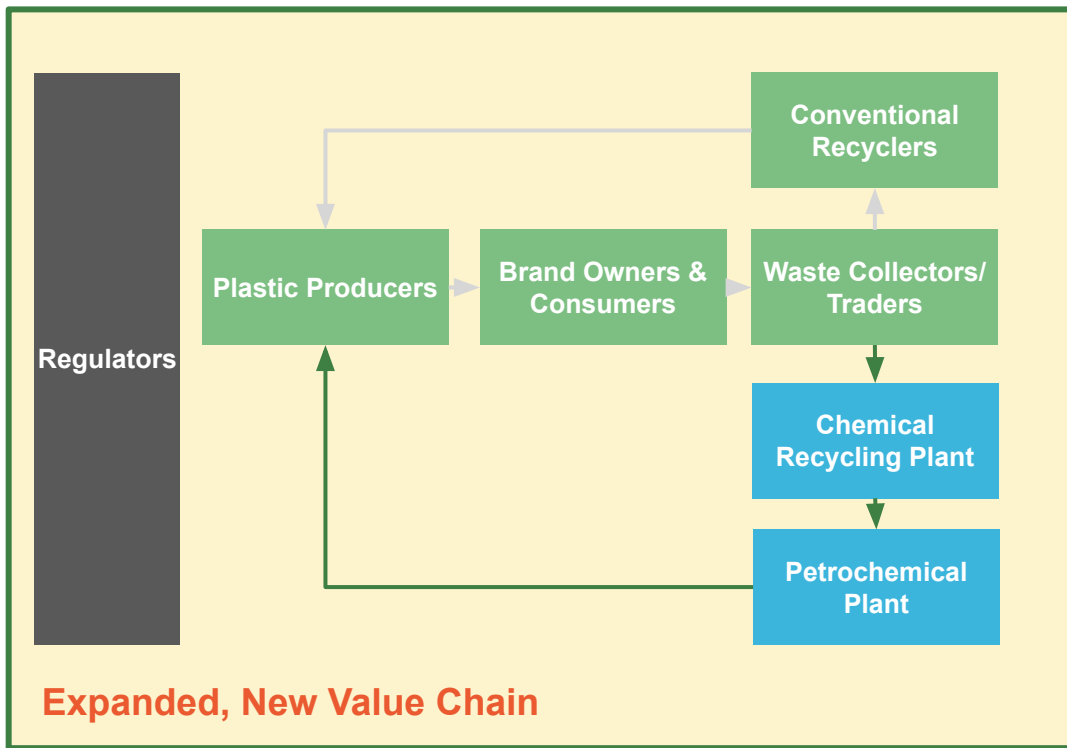 Conventional
Recyclers
Plastic Producers
Brand Owners &
Consumers
Waste Collectors/
Traders
Regulators
Chemical
Recycling Plant
Petrochemical
Plant
Expanded, New Value Chain